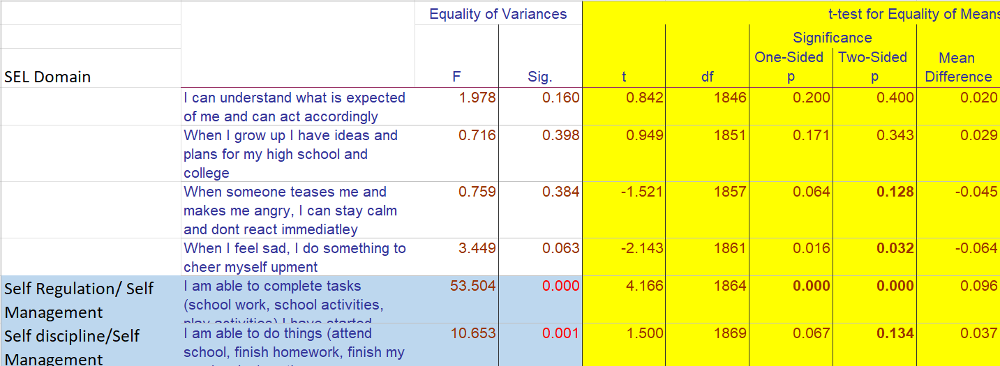 Equality of Variances
t-test for Equality of Means
Significance
SEL Domain F Sig. t df One-Sided p Two-Sided p Mean Difference
I can understand what is expected 1.978 0.160 0.842 1846 0.200 0.400 0.020
of me and can act accordingly
When I grow up I have ideas and 0.716 0.398 0.949 1851 0.171 0.343 0.029
plans for my high school and
college
When someone teases me and 0.759 0.384 -1.521 1857 0.064 0.128 -0.045
makes me angry, I can stay calm
and dont react immediatley
When I feel sad, I do something to 3.449 0.063 -2.143 1861 0.016 0.032 -0.064
cheer myself upment
Self Regulation/ Self I am able to complete tasks 53.504 0.000 4.166 1864 0.000 0.000 0.096
Management (school work, school activities,
play activities) I have started
Self discipline/Self I am able to do things (attend 10.653 0.001 1.500 1869 0.067 0.134 0.037
Management school, finish homework, finish my